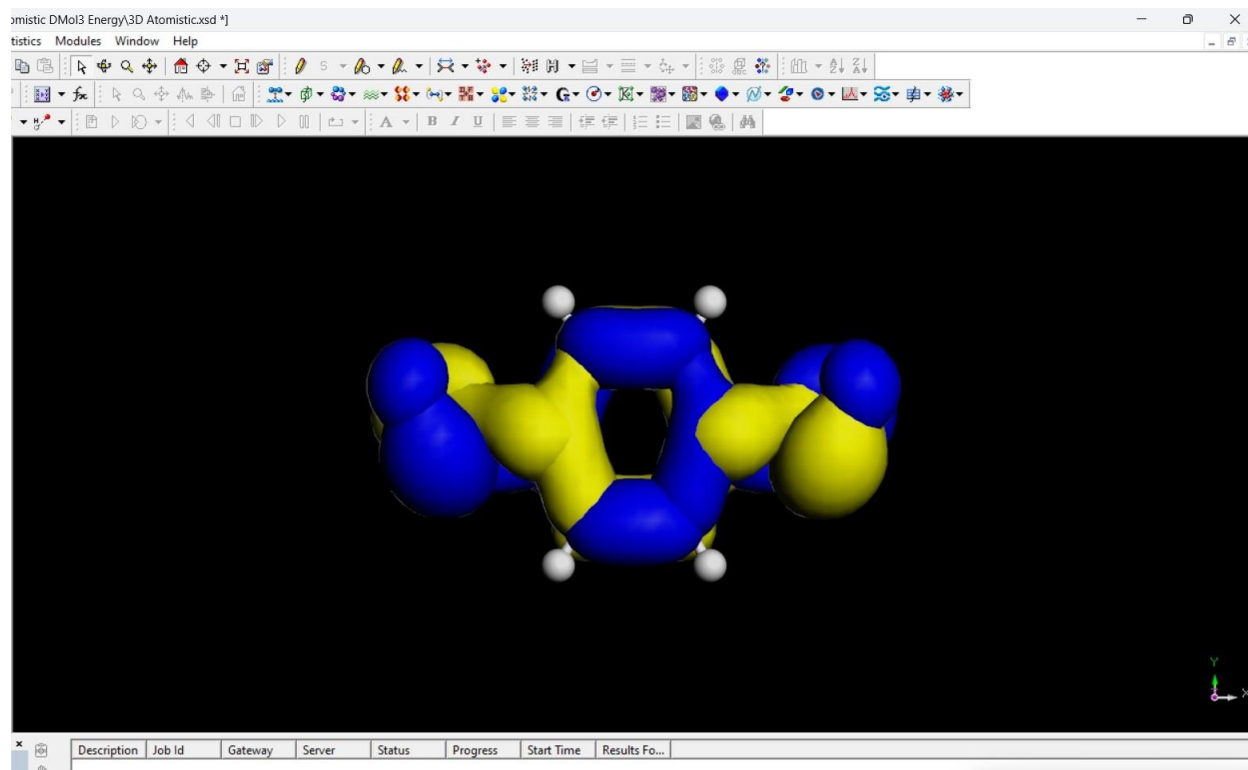 omistic DMol3 Energy\3D Atomistic.xsd *]
tistics Modules Window Help
A B I U
Y
X
Description Job Id Gateway Server Status Progress Start Time Results Fo...